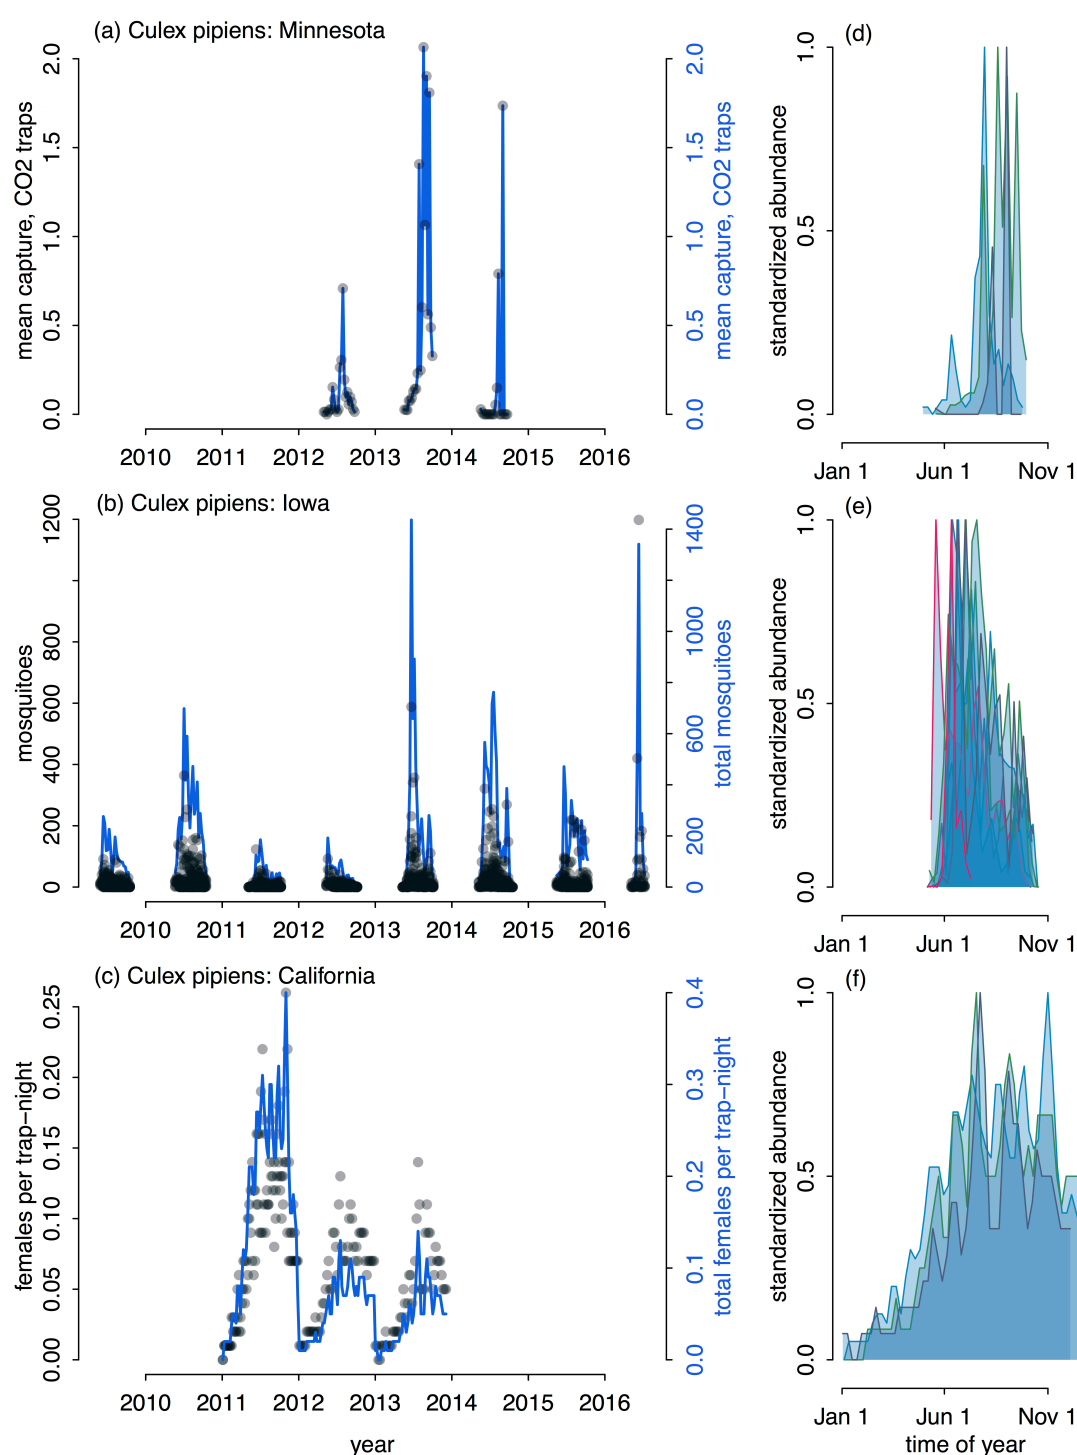 (a) Culex pipiens: Minnesota
mean capture, CO2 traps
0.0 0.5 1.0 1.5 2.0
mean capture, CO2 traps
0.0 0.5 1.0 1.5 2.0
2010 2011 2012 2013 2014 2015 2016
(d)
standardized abundance
0.0 0.5 1.0
Jan 1 Jun 1 Nov 1
(b) Culex pipiens: Iowa
mosquitoes
0 200 400 600 800 1200
total mosquitoes
0 200 600 1000 1400
2010 2011 2012 2013 2014 2015 2016
(e)
standardized abundance
0.0 0.5 1.0
Jan 1 Jun 1 Nov 1
(c) Culex pipiens: California
females per trap−night
0.00 0.05 0.10 0.15 0.20 0.25
total females per trap−night
0.0 0.1 0.2 0.3 0.4
2010 2011 2012 2013 2014 2015 2016
year
(f)
standardized abundance
0.0 0.5 1.0
Jan 1 Jun 1 Nov 1
time of year